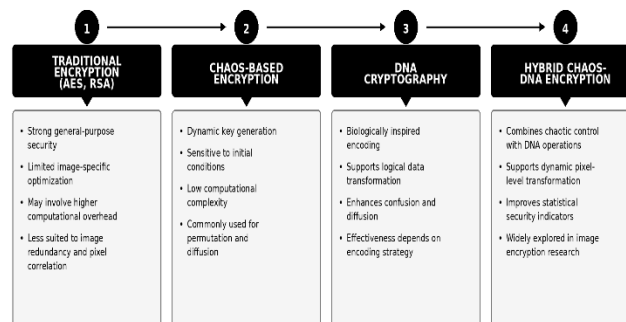 1
2
3
4
TRADITIONAL
ENCRYPTION
(AES, RSA)
• Strong general-purpose
security
• Limited image-specific
optimization
• May involve higher
computational overhead
• Less suited to image
redundancy and pixel
correlation
CHAOS-BASED
ENCRYPTION
• Dynamic key generation
• Sensitive to initial
conditions
• Low computational
complexity
• Commonly used for
permutation and
diffusion
DNA
CRYPTOGRAPHY
• Biologically inspired
encoding
• Supports logical data
transformation
• Enhances confusion and
diffusion
• Effectiveness depends on
encoding strategy
HYBRID CHAOS-
DNA ENCRYPTION
• Combines chaotic control
with DNA operations
• Supports dynamic pixel-
level transformation
• Improves statistical
security indicators
• Widely explored in image
encryption research